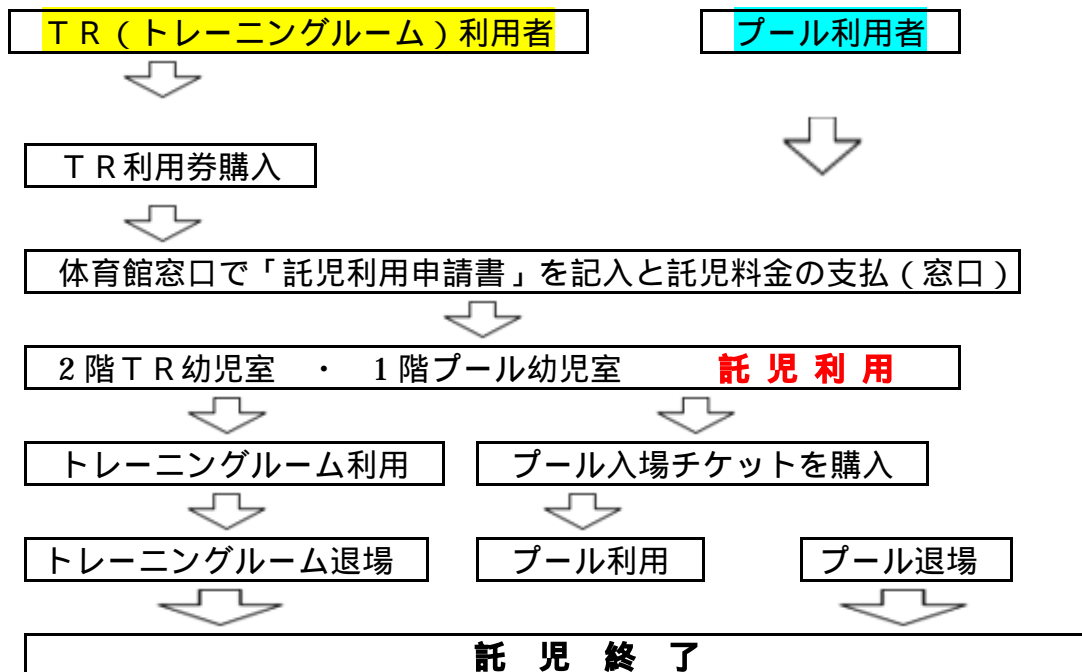 TR(トレーニングルーム)利用者
プール利用者
TR利用券購入
体育館窓口で「託児利用申請書」を記入と託児料金の支払(窓口)
2階TR幼児室 ・ 1階プール幼児室 託児利用
トレーニングルーム利用
プール入場チケットを購入
トレーニングルーム退場
プール利用
プール退場
託児終了